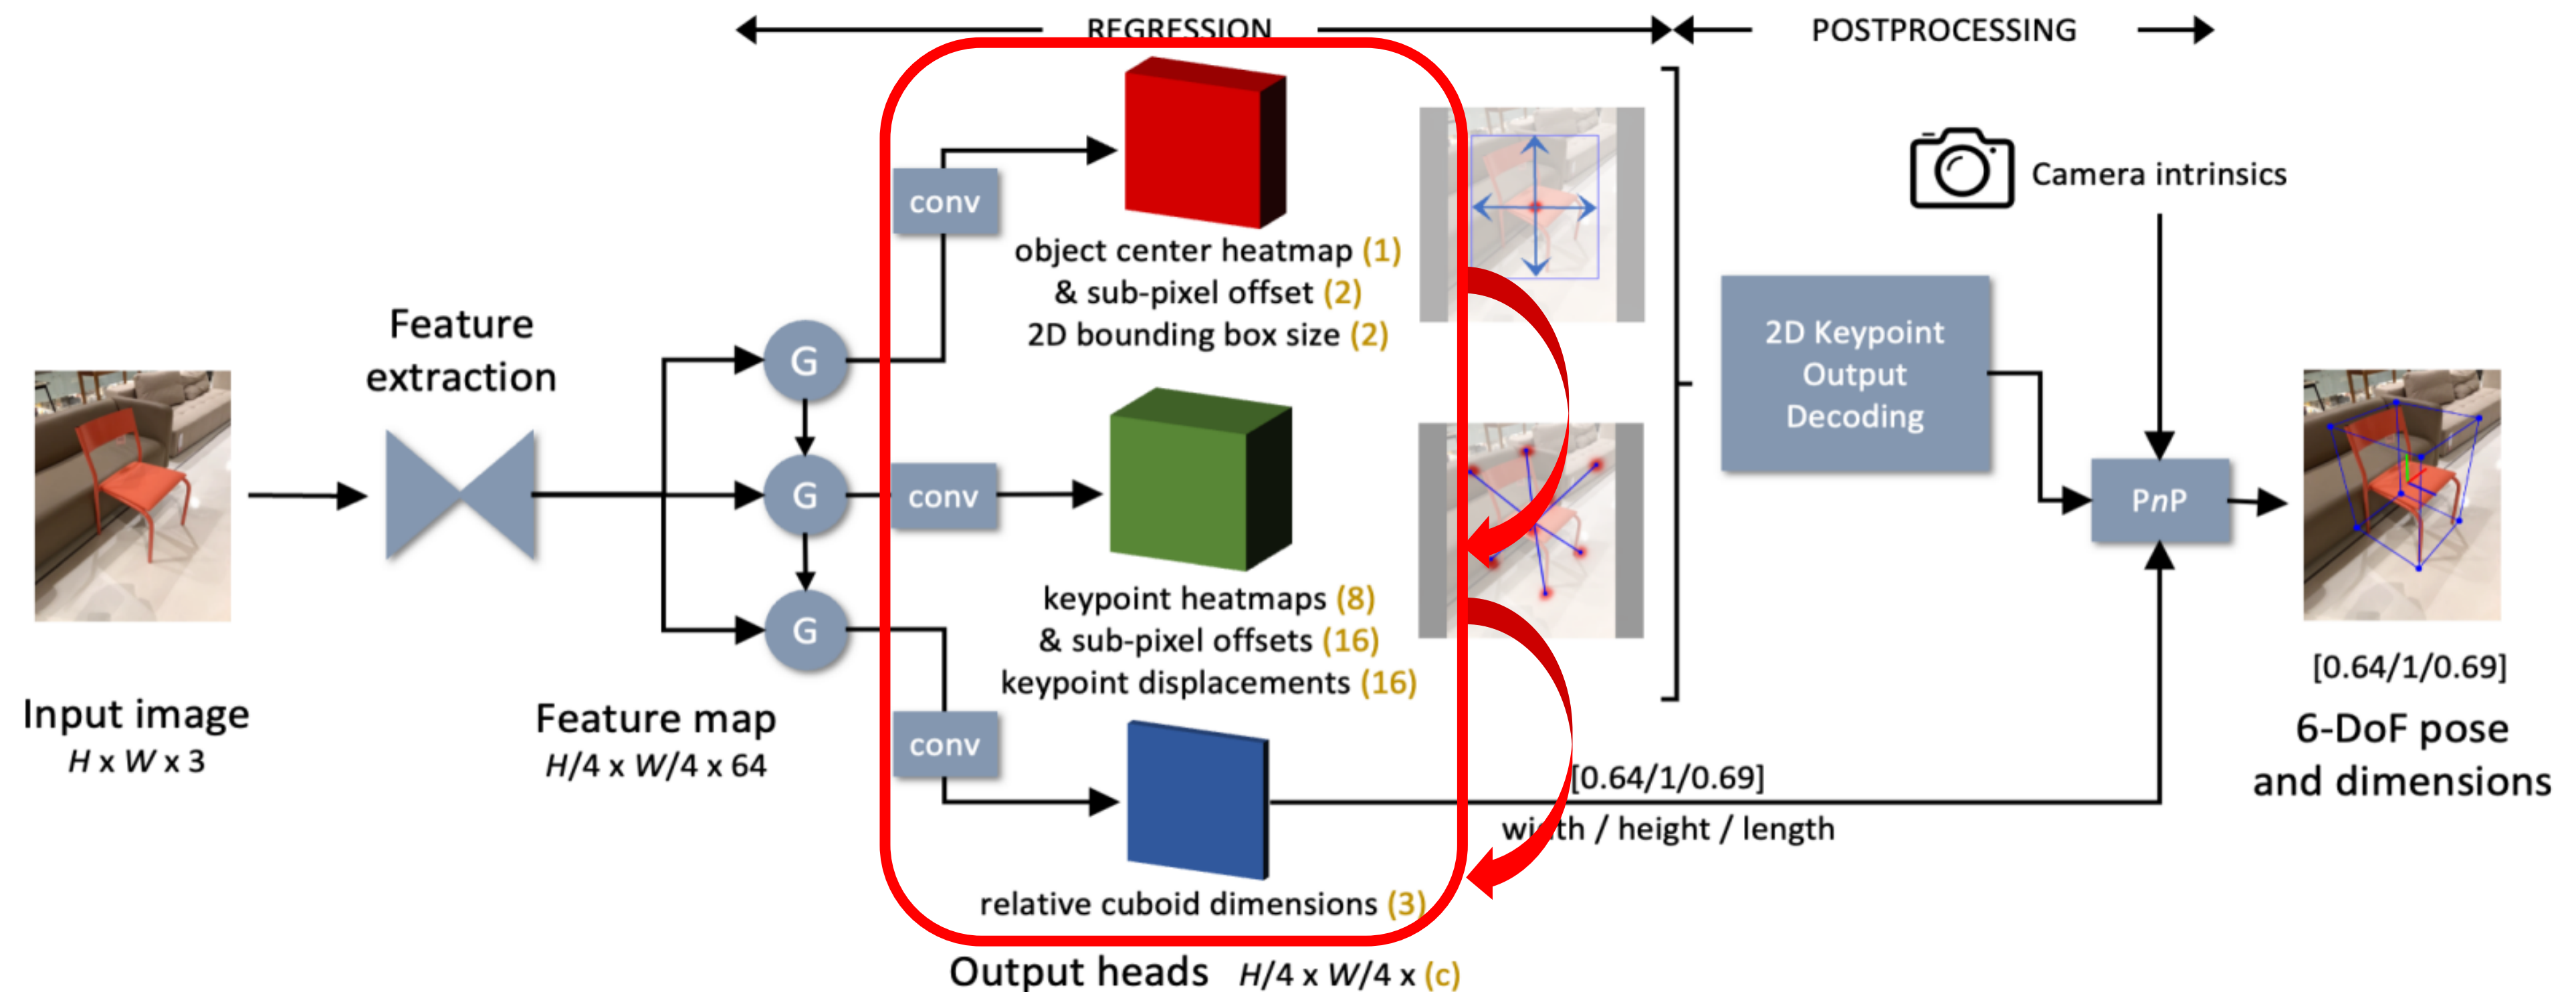 REGRESSION
POSTPROCESSING
conv
object center heatmap (1)
& sub-pixel offset (2)
2D bounding box size (2)
Camera intrinsics
Feature
extraction
G
2D Keypoint
Output
Decoding
G
conv
PnP
keypoint heatmaps (8)
& sub-pixel offsets (16)
keypoint displacements (16)
G
Input image
H x W x 3
Feature map
H/4 x W/4 x 64
conv
[0.64/1/0.69]
width / height / length
[0.64/1/0.69]
6-DoF pose
and dimensions
relative cuboid dimensions (3)
Output heads H/4 x W/4 x (c)